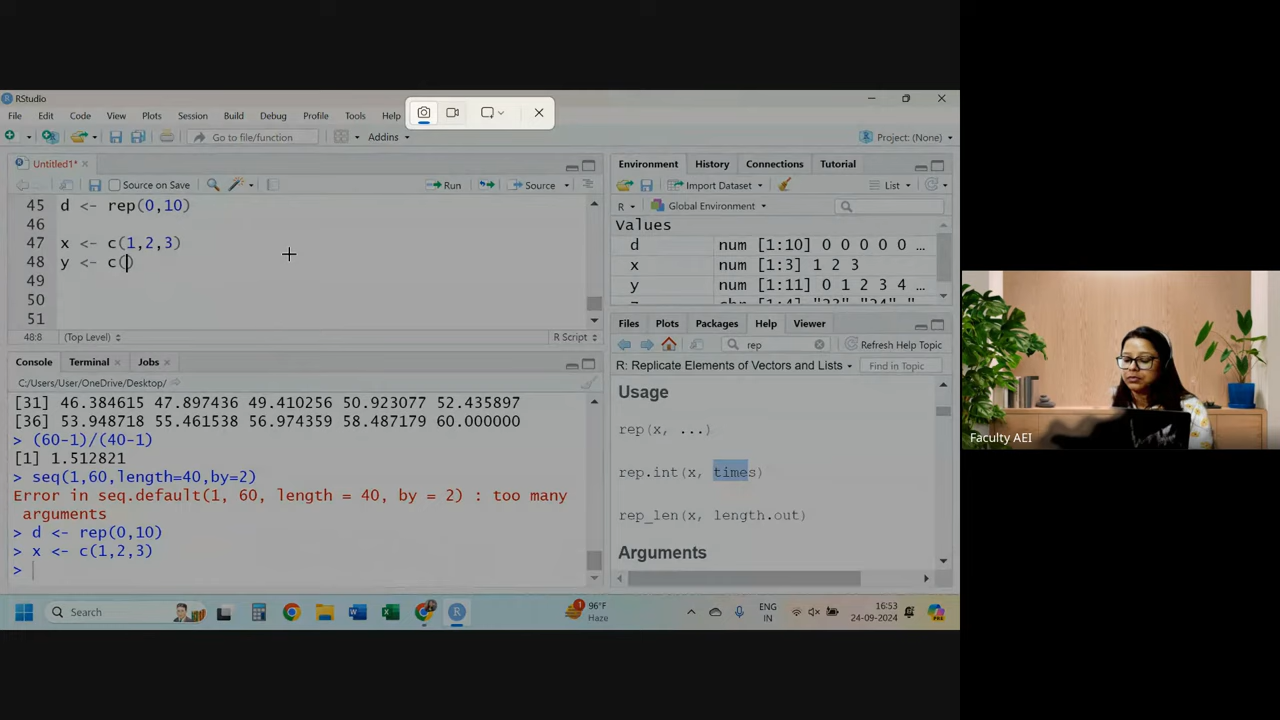 RStudio
File Edit Code View Plots Session Build Debug Profile Tools Help
Go to file/function
Addins
Project: (None)
Untitled1*
Source on Save
Run
Source
45 d <- rep(0,10)
46
47 x <- c(1,2,3)
48 y <- c()
49
50
51
48:8 (Top Level) R Script
Console Terminal Jobs
C:/Users/User/OneDrive/Desktop/
[31] 46.384615 47.897436 49.410256 50.923077 52.435897
[36] 53.948718 55.461538 56.974359 58.487179 60.000000
> (60-1)/(40-1)
[1] 1.512821
> seq(1,60,length=40,by=2)
Error in seq.default(1, 60, length = 40, by = 2) : too many
arguments
> d <- rep(0,10)
> x <- c(1,2,3)
>
Environment History Connections Tutorial
Import Dataset
List
R Global Environment
Values
d num [1:10] 0 0 0 0 0 ...
x num [1:3] 1 2 3
y num [1:11] 0 1 2 3 4 ...
Files Plots Packages Help Viewer
rep
Refresh Help Topic
R: Replicate Elements of Vectors and Lists
Find in Topic
Usage
rep(x, ...)
rep.int(x, times)
rep_len(x, length.out)
Arguments
Search
96°F
Haze
ENG
IN
16:53
24-09-2024
Faculty AEI